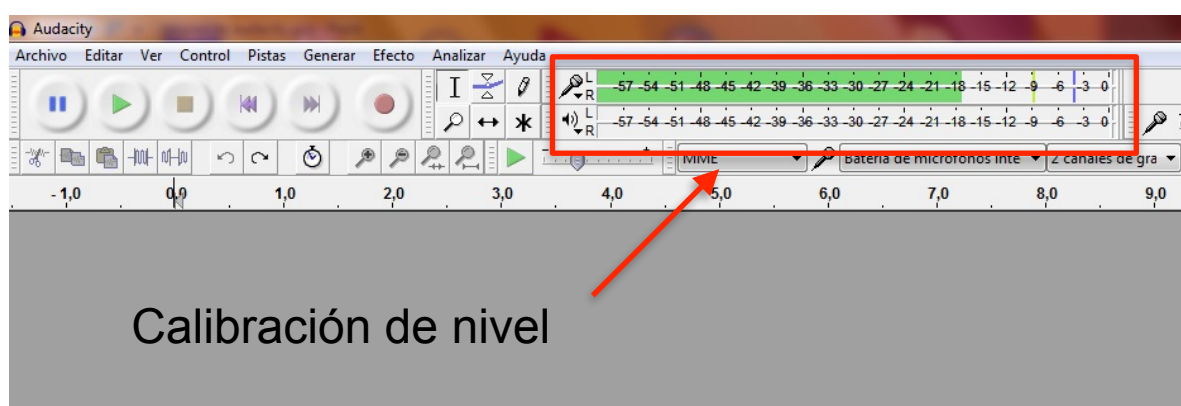 Audacity
Archivo Editar Ver Control Pistas Generar Efecto Analizar Ayuda
L
R
-57 -54 -51 -48 -45 -42 -39 -36 -33 -30 -27 -24 -21 -18 -15 -12 -9 -6 -3 0
L
R
-57 -54 -51 -48 -45 -42 -39 -36 -33 -30 -27 -24 -21 -18 -15 -12 -9 -6 -3 0
MME Batería de micrófonos inte 2 canales de gra
- 1,0 0,0 1,0 2,0 3,0 4,0 5,0 6,0 7,0 8,0 9,0
Calibración de nivel